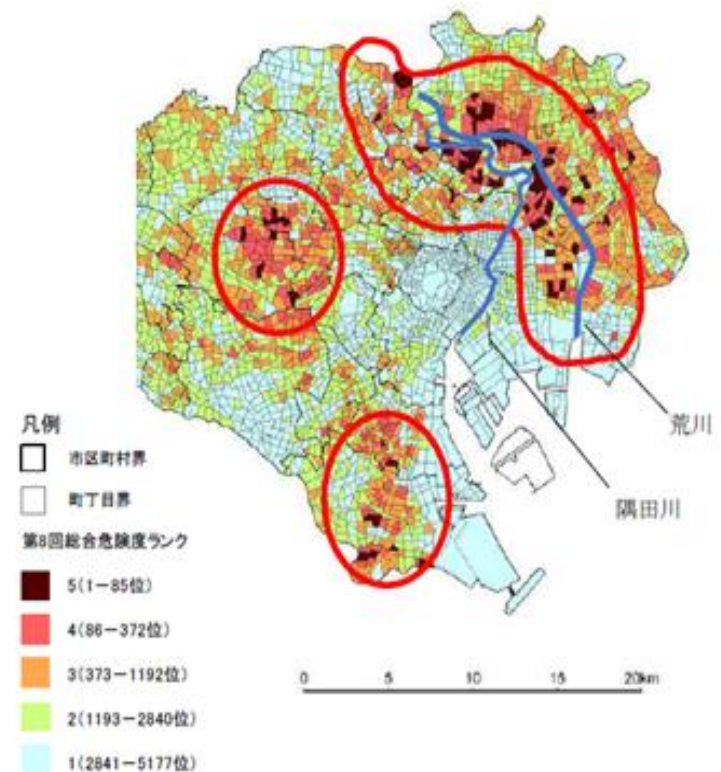 荒川
隅田川
凡例
市区町村界
町丁目界
第8回総合危険度ランク
5(1－85位)
4(86－372位)
3(373－1192位)
2(1193－2840位)
1(2841－5177位)
0 5 10 15 20km